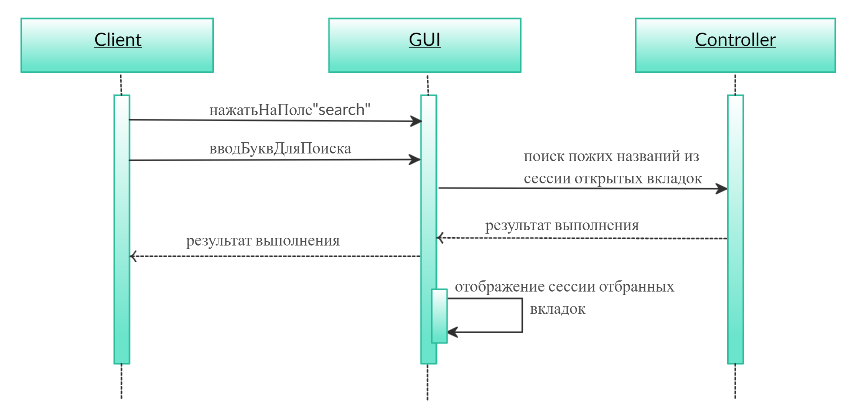 Client
GUI
Controller
нажатьНаПоле"search"
вводБуквДляПоиска
поиск пожих названий из
сессии открытых вкладок
результат выполнения
результат выполнения
отображение сессии отбранных
вкладок